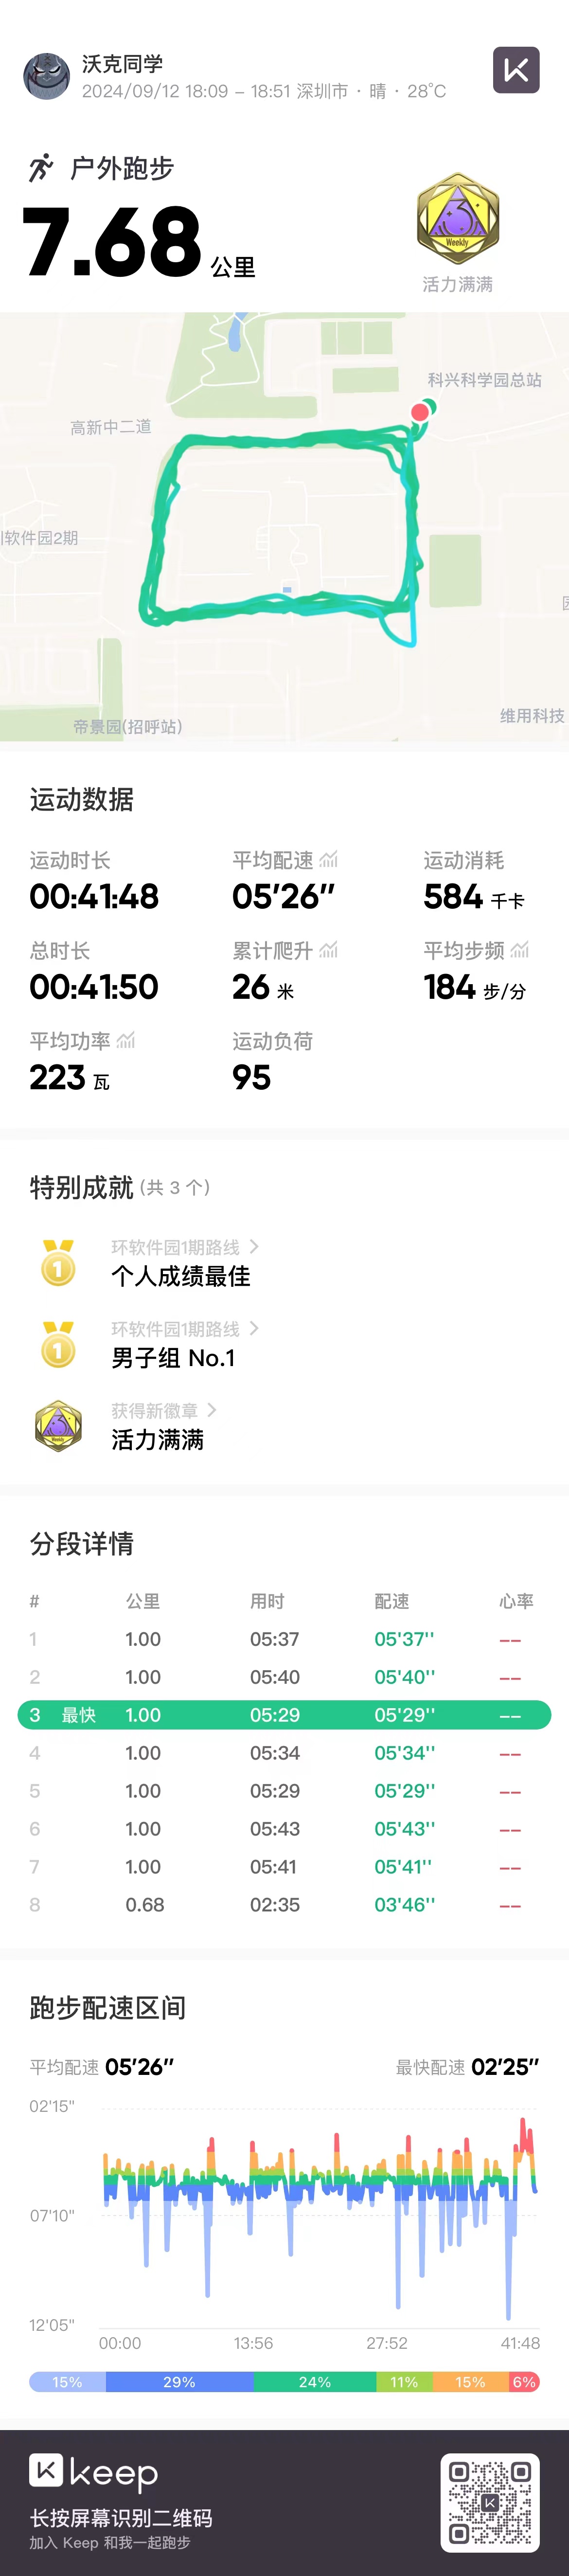 沃克同学
2024/09/12 18:09 – 18:51 深圳市 · 晴 · 28°C
户外跑步
7.68 公里
3
Weekly
活力满满
科兴科学园总站
高新中二道
软件园2期
维用科技
帝景园(招呼站)
运动数据
运动时长 平均配速 运动消耗
00:41:48 05'26" 584 千卡
总时长 累计爬升 平均步频
00:41:50 26 米 184 步/分
平均功率 运动负荷
223 瓦 95
特别成就 (共 3 个)
1
环软件园1期路线
个人成绩最佳
1
环软件园1期路线
男子组 No.1
3
Weekly
获得新徽章
活力满满
分段详情
# 公里 用时 配速 心率
1 1.00 05:37 05'37'' --
2 1.00 05:40 05'40'' --
3 最快 1.00 05:29 05'29'' --
4 1.00 05:34 05'34'' --
5 1.00 05:29 05'29'' --
6 1.00 05:43 05'43'' --
7 1.00 05:41 05'41'' --
8 0.68 02:35 03'46'' --
跑步配速区间
平均配速 05'26" 最快配速 02'25"
02'15"
07'10"
12'05"
00:00 13:56 27:52 41:48
15% 29% 24% 11% 15% 6%
keep
长按屏幕识别二维码
加入 Keep 和我一起跑步